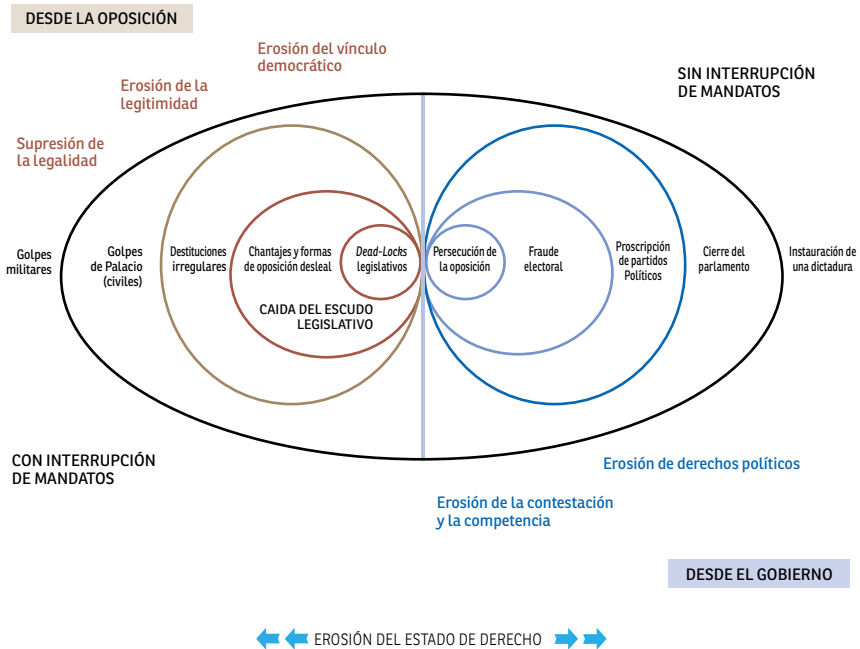 DESDE LA OPOSICIÓN
Erosión del vínculo
democrático
Erosión de la
legitimidad
Supresión de
la legalidad
SIN INTERRUPCIÓN
DE MANDATOS
Golpes
militares
Golpes
de Palacio
(civiles)
Destituciones
irregulares
Chantajes y formas
de oposición desleal
Dead-Locks
legislativos
Persecución de
la oposición
Fraude
electoral
Proscripción
de partidos
Políticos
Cierre del
parlamento
Instauración de
una dictadura
CAIDA DEL ESCUDO
LEGISLATIVO
CON INTERRUPCIÓN
DE MANDATOS
Erosión de derechos políticos
Erosión de la contestación
y la competencia
DESDE EL GOBIERNO
EROSIÓN DEL ESTADO DE DERECHO